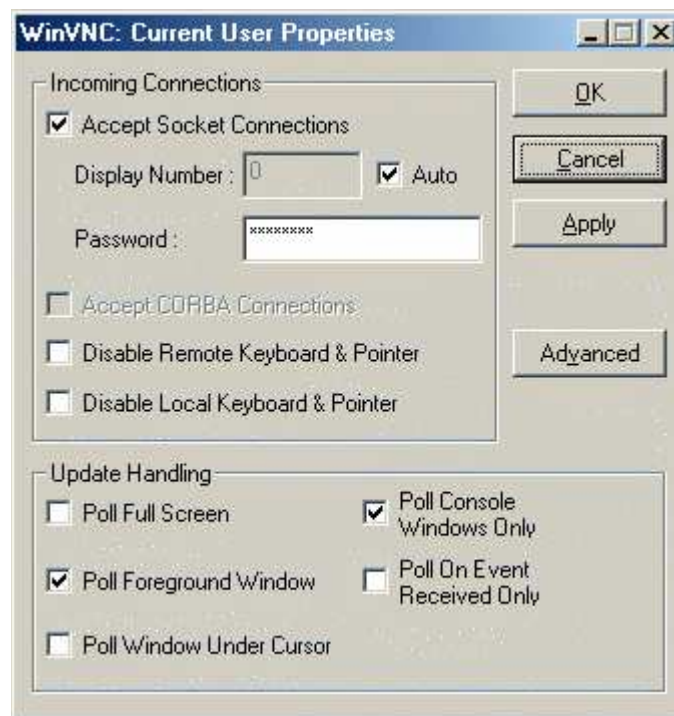 WinVNC: Current User Properties
Incoming Connections
OK
Accept Socket Connections
Cancel
Display Number : 0 Auto
Apply
Password : ********
Accept CORBA Connections
Disable Remote Keyboard & Pointer
Advanced
Disable Local Keyboard & Pointer
Update Handling
Poll Full Screen
Poll Console
Windows Only
Poll Foreground Window
Poll On Event
Received Only
Poll Window Under Cursor